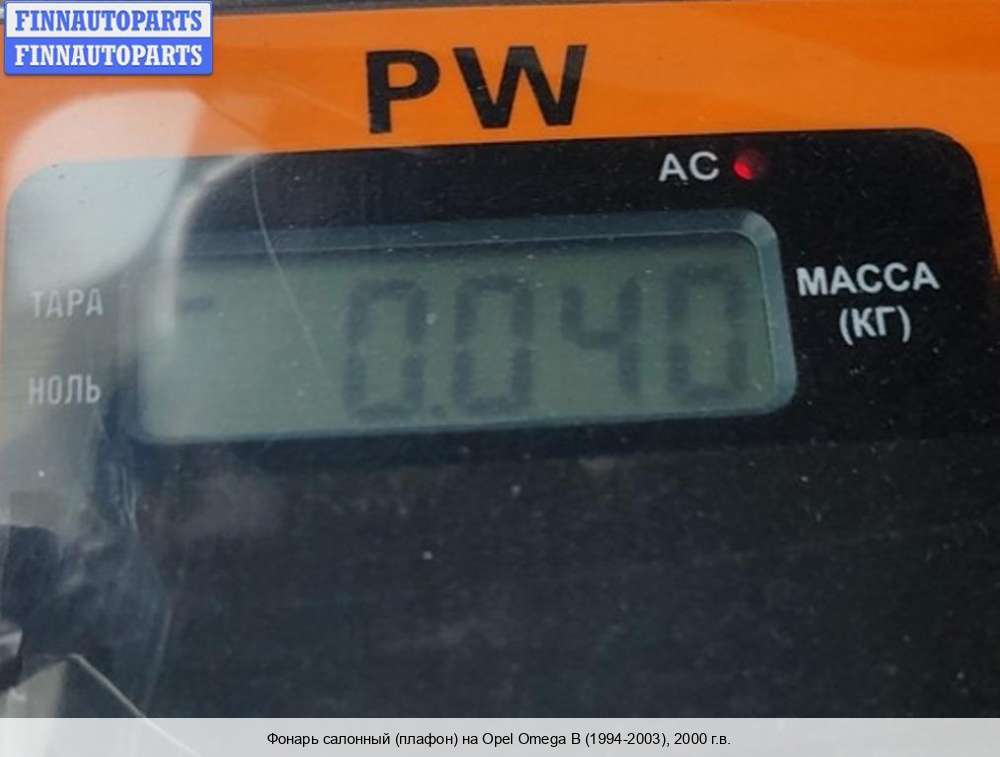 FINNAUTOPARTS
FINNAUTOPARTS
PW
AC
ТАРА
0.040
МАССА
(КГ)
НОЛЬ
Фонарь салонный (плафон) на Opel Omega B (1994-2003), 2000 г.в.